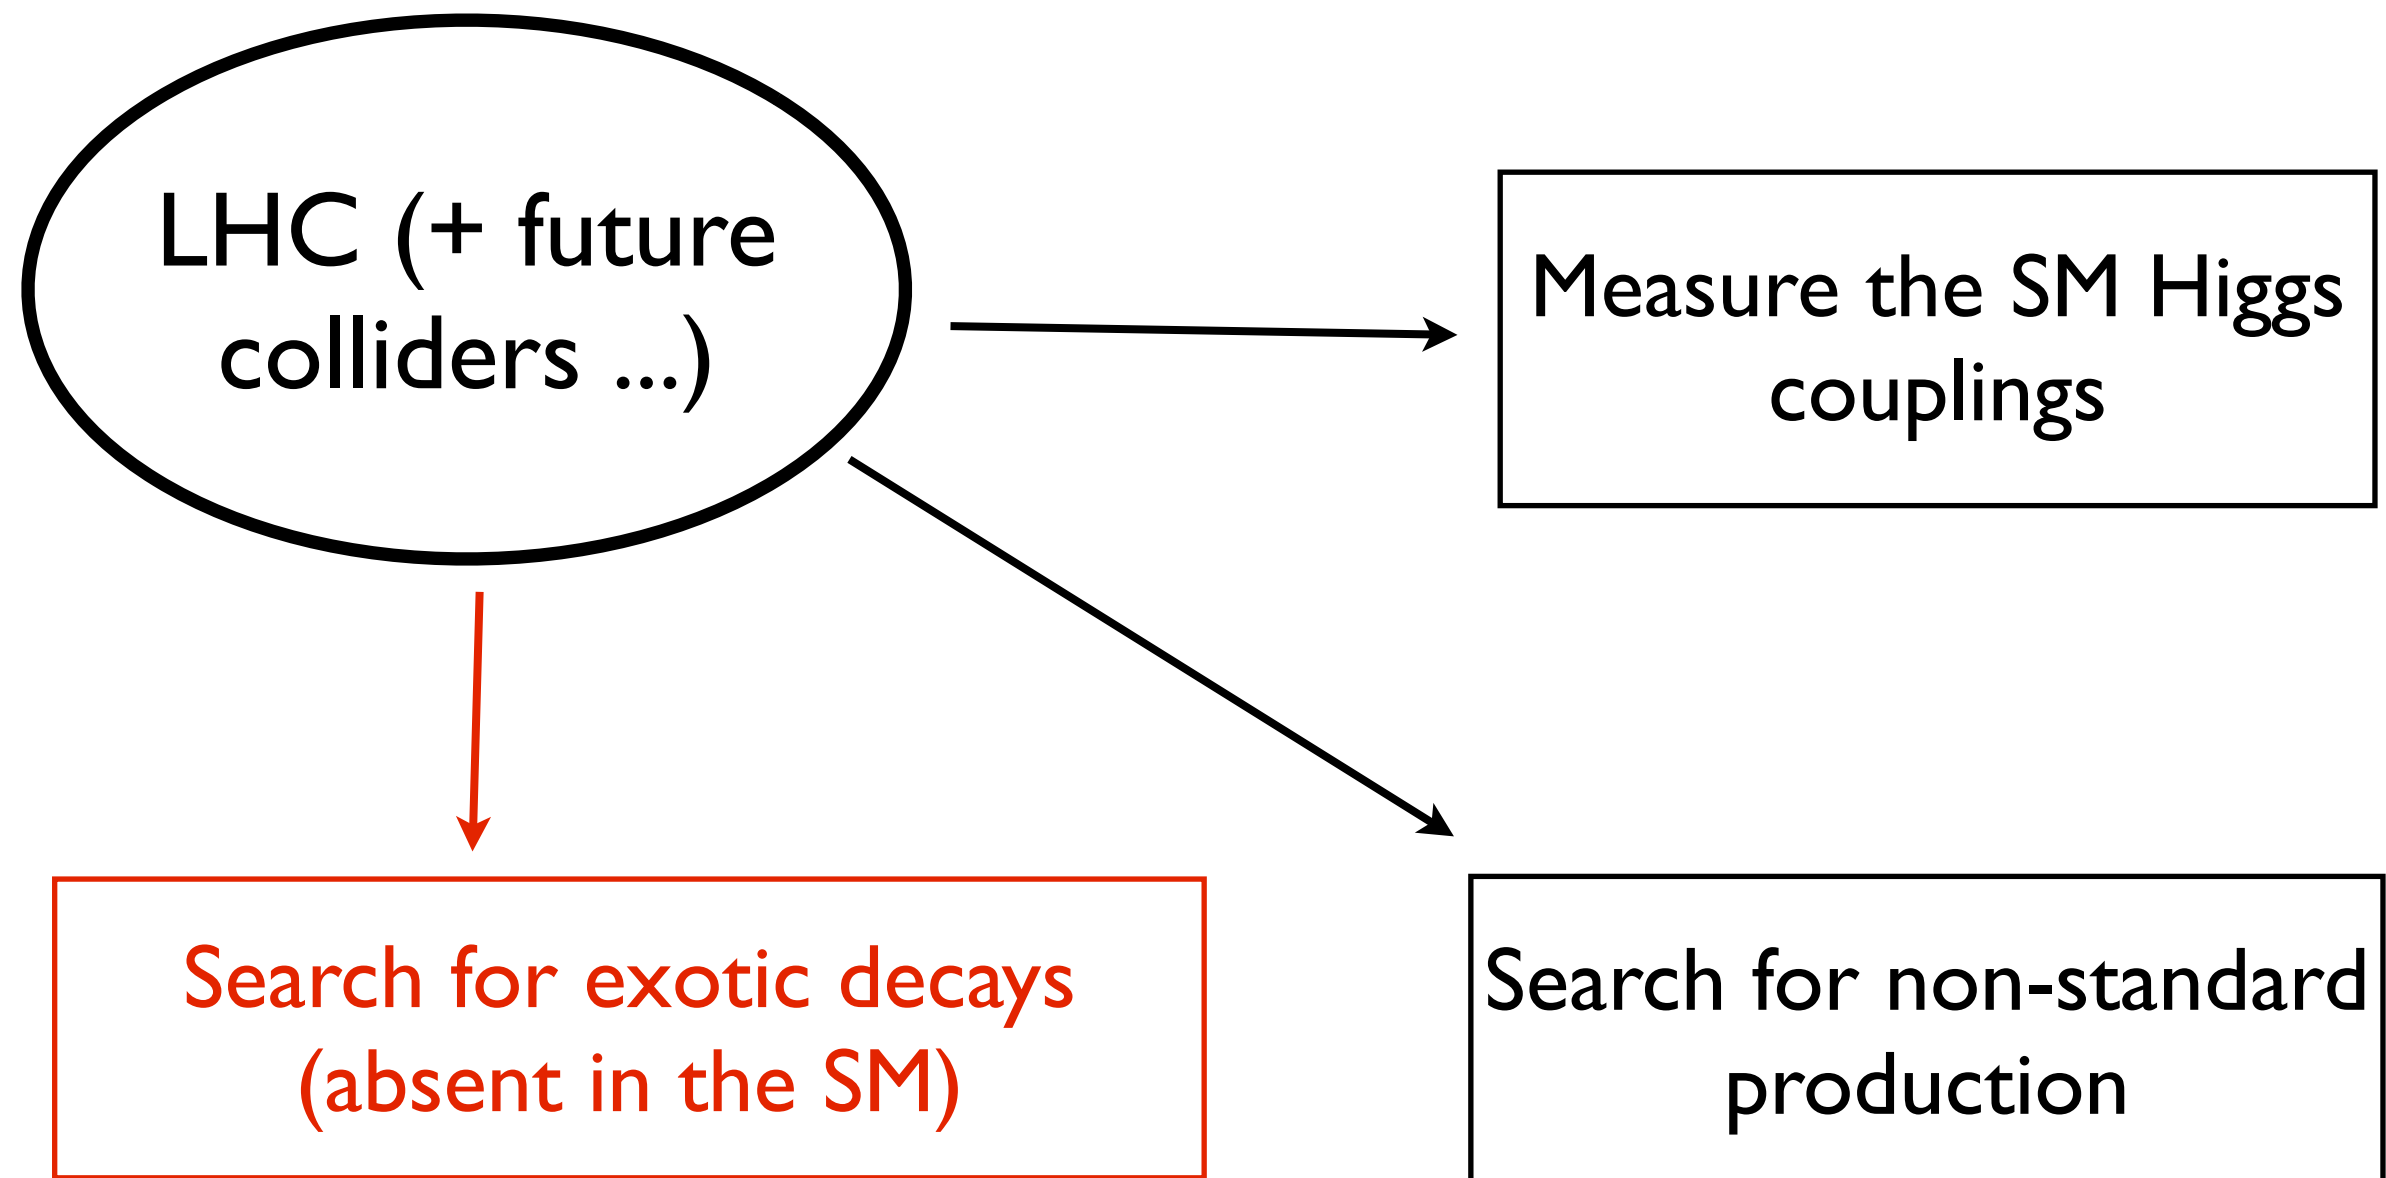 LHC (+ future
colliders ...)
Measure the SM Higgs
couplings
Search for exotic decays
(absent in the SM)
Search for non-standard
production